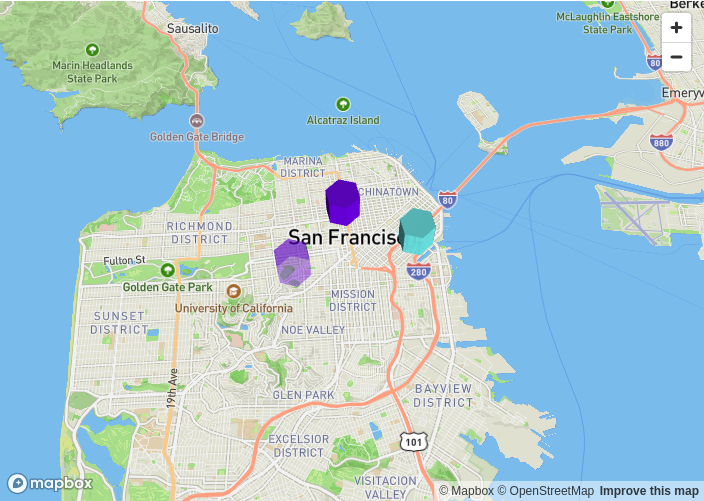 McLaughlin Eastshore
State Park
Berke
Sausalito
+
−
Marin Headlands
State Park
80
Emeryv
Alcatraz Island
Golden Gate Bridge
880
MARINA
DISTRICT
CHINATOWN
80
RICHMOND
DISTRICT
San Francisc
Fulton St
280
Golden Gate Park
University of California
MISSION
DISTRICT
SUNSET
DISTRICT
NOE VALLEY
19th Ave
GLEN PARK
BAYVIEW
DISTRICT
EXCELSIOR
DISTRICT
101
VISITACION
VALLEY
mapbox
© Mapbox © OpenStreetMap Improve this map